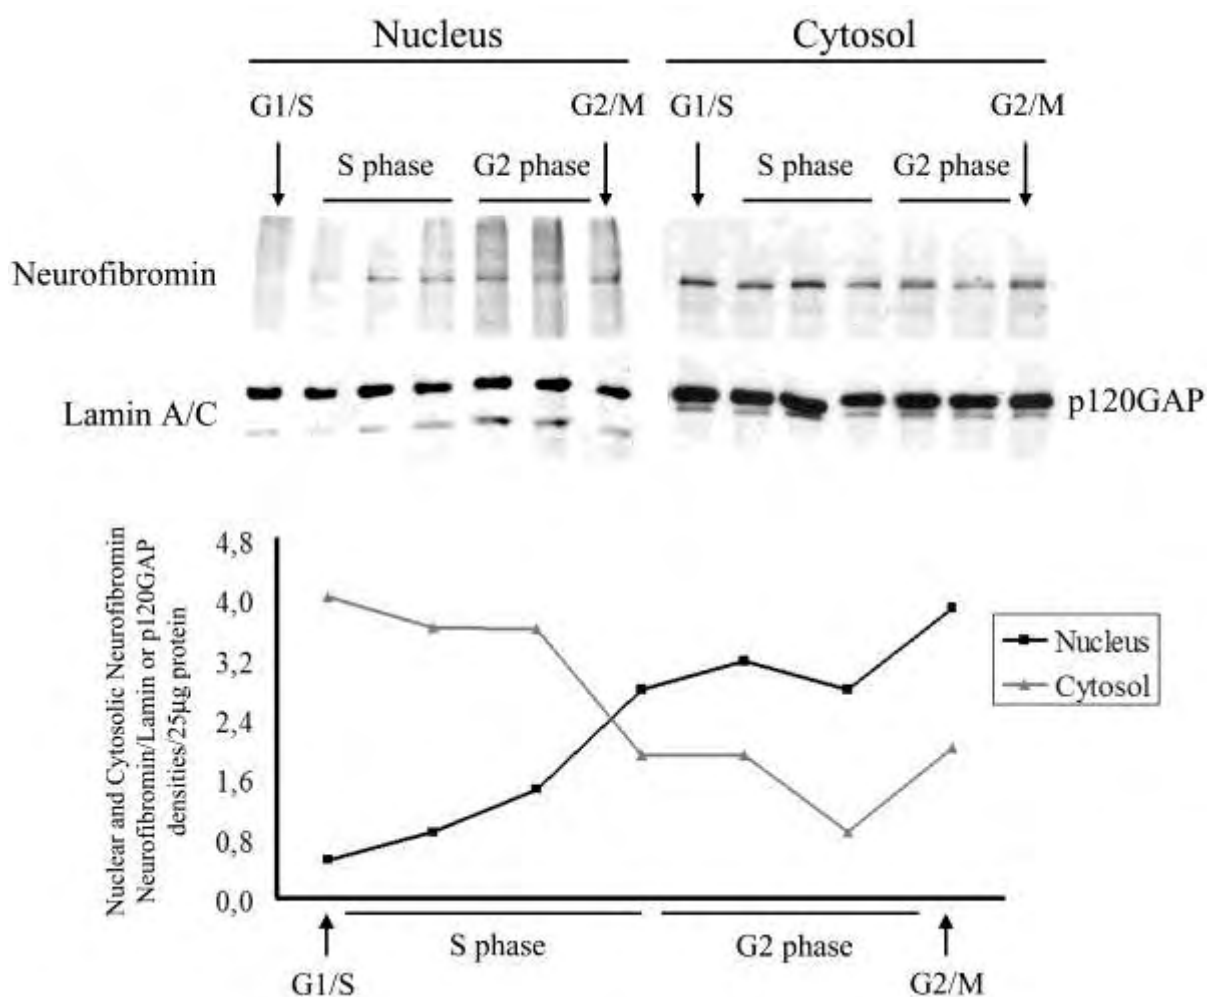 Nucleus
Cytosol
G1/S
G2/M
G1/S
G2/M
S phase
G2 phase
S phase
G2 phase
Neurofibromin
Lamin A/C
p120GAP
Nuclear and Cytosolic Neurofibromin
Neurofibromin/Lamin or p120GAP
densities/25µg protein
4,8
4,0
3,2
2,4
1,6
0,8
0,0
Nucleus
Cytosol
S phase
G2 phase
G1/S
G2/M